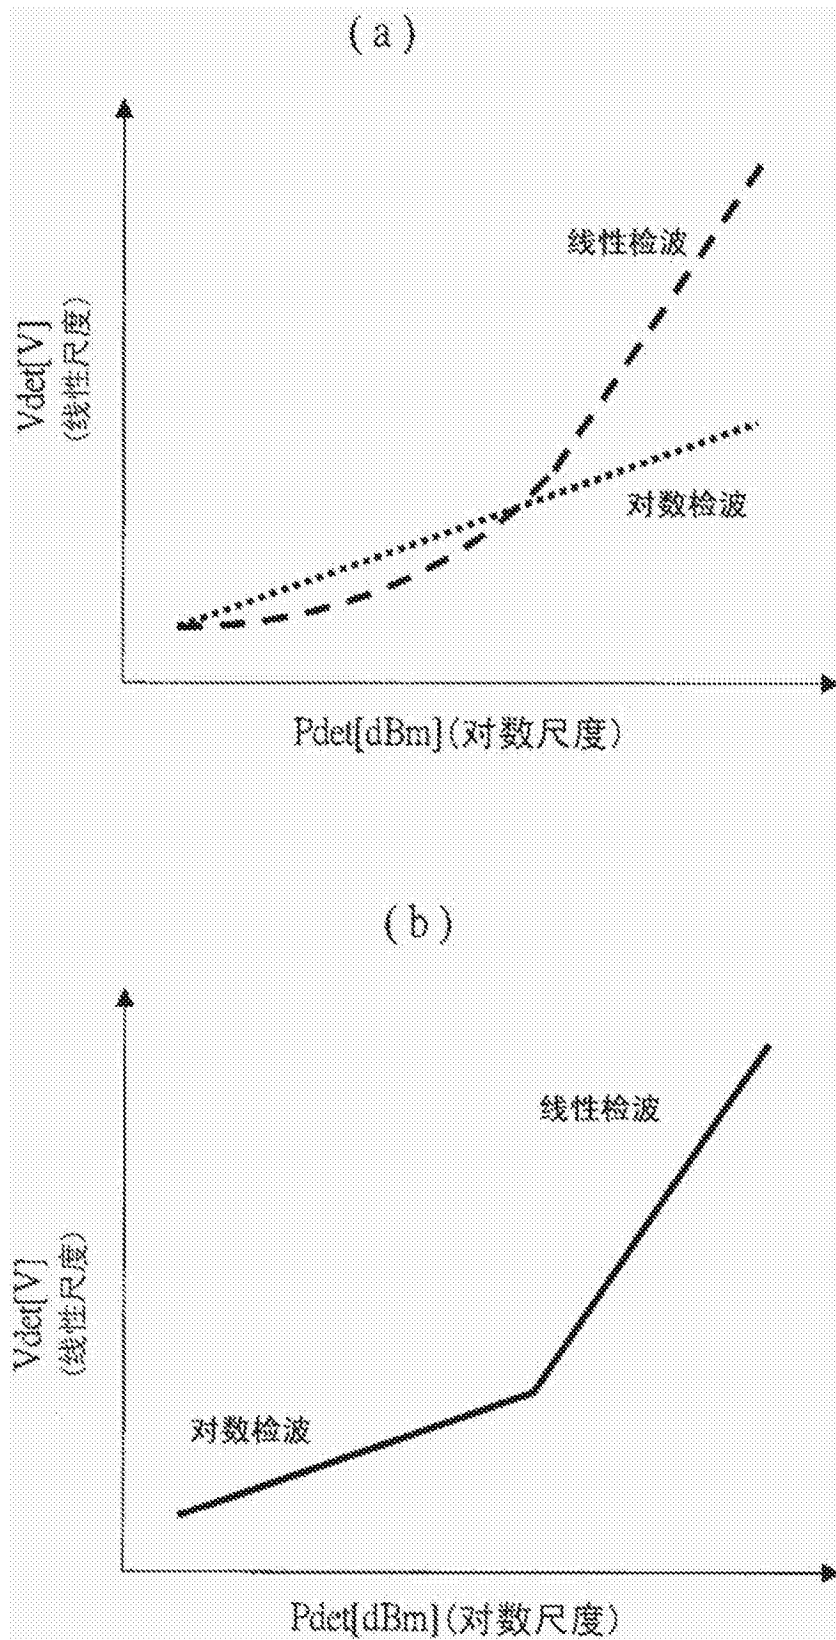 (a)
线性检波
Vdet[V]
(线性尺度)
对数检波
Pdet[dBm](对数尺度)
(b)
线性检波
Vdet[V]
(线性尺度)
对数检波
Pdet[dBm](对数尺度)